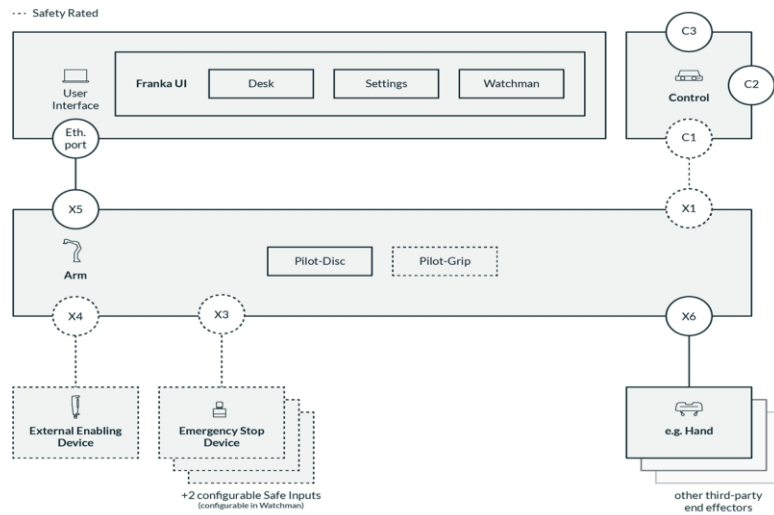 --- Safety Rated
C3
Franka UI
Desk
Settings
Watchman
User
Interface
Control
C2
Eth.
port
C1
X5
X1
Arm
Pilot-Disc
Pilot-Grip
X4
X3
X6
External Enabling
Device
Emergency Stop
Device
e.g. Hand
+2 configurable Safe Inputs
(configurable in Watchman)
other third-party
end effectors